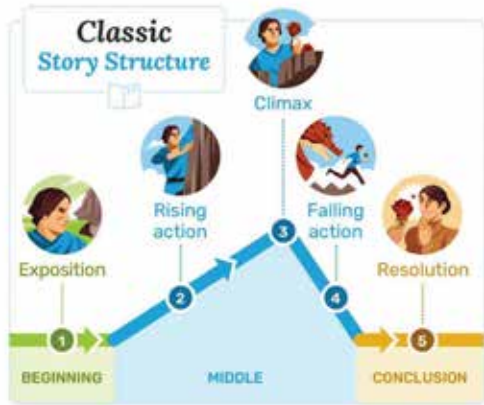 Classic
Story Structure
Climax
Rising
action
Falling
action
Exposition
Resolution
1
2
3
4
5
BEGINNING
MIDDLE
CONCLUSION